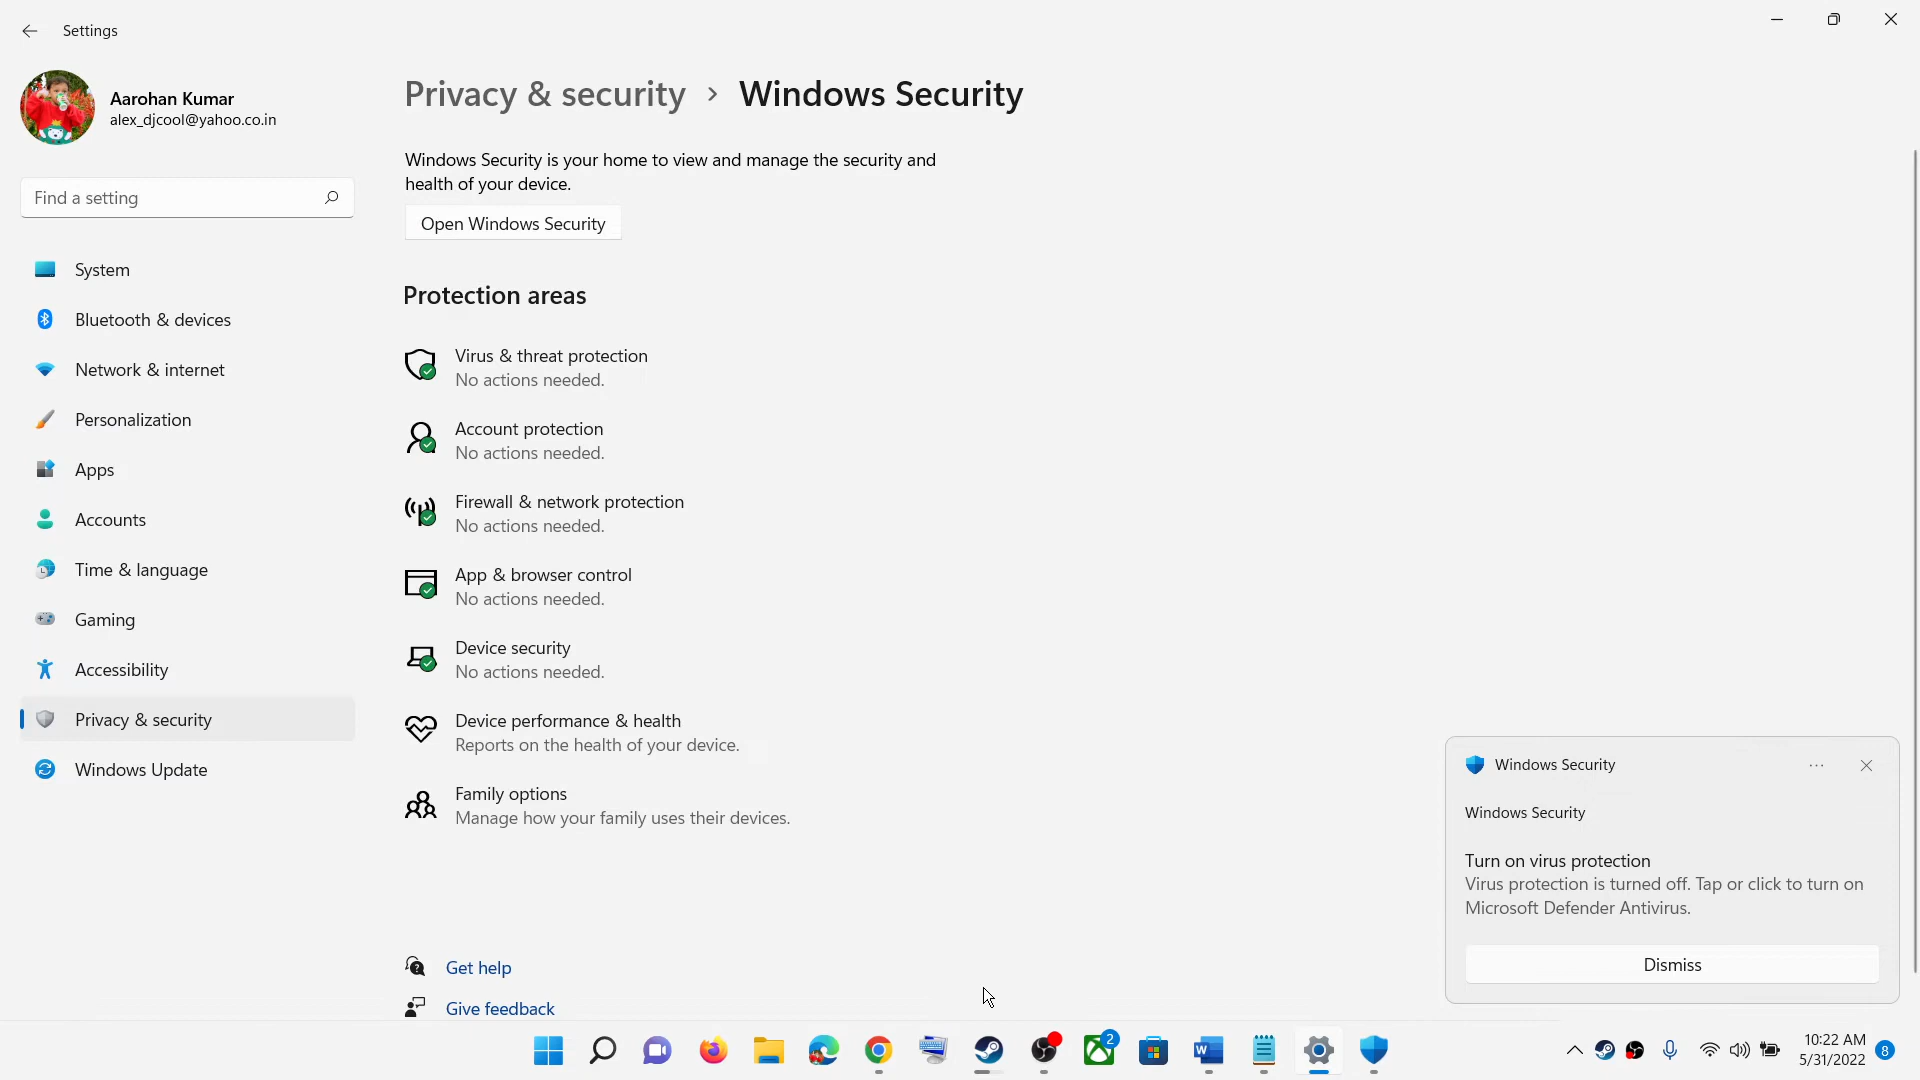 Settings
Aarohan Kumar
alex_djcool@yahoo.co.in
Find a setting
System
Bluetooth & devices
Network & internet
Personalization
Apps
Accounts
Time & language
Gaming
Accessibility
Privacy & security
Windows Update
Privacy & security > Windows Security
Windows Security is your home to view and manage the security and
health of your device.
Open Windows Security
Protection areas
Virus & threat protection
No actions needed.
Account protection
No actions needed.
Firewall & network protection
No actions needed.
App & browser control
No actions needed.
Device security
No actions needed.
Device performance & health
Reports on the health of your device.
Family options
Manage how your family uses their devices.
Get help
Give feedback
Windows Security
Windows Security
Turn on virus protection
Virus protection is turned off. Tap or click to turn on
Microsoft Defender Antivirus.
Dismiss
2
10:22 AM
5/31/2022
8